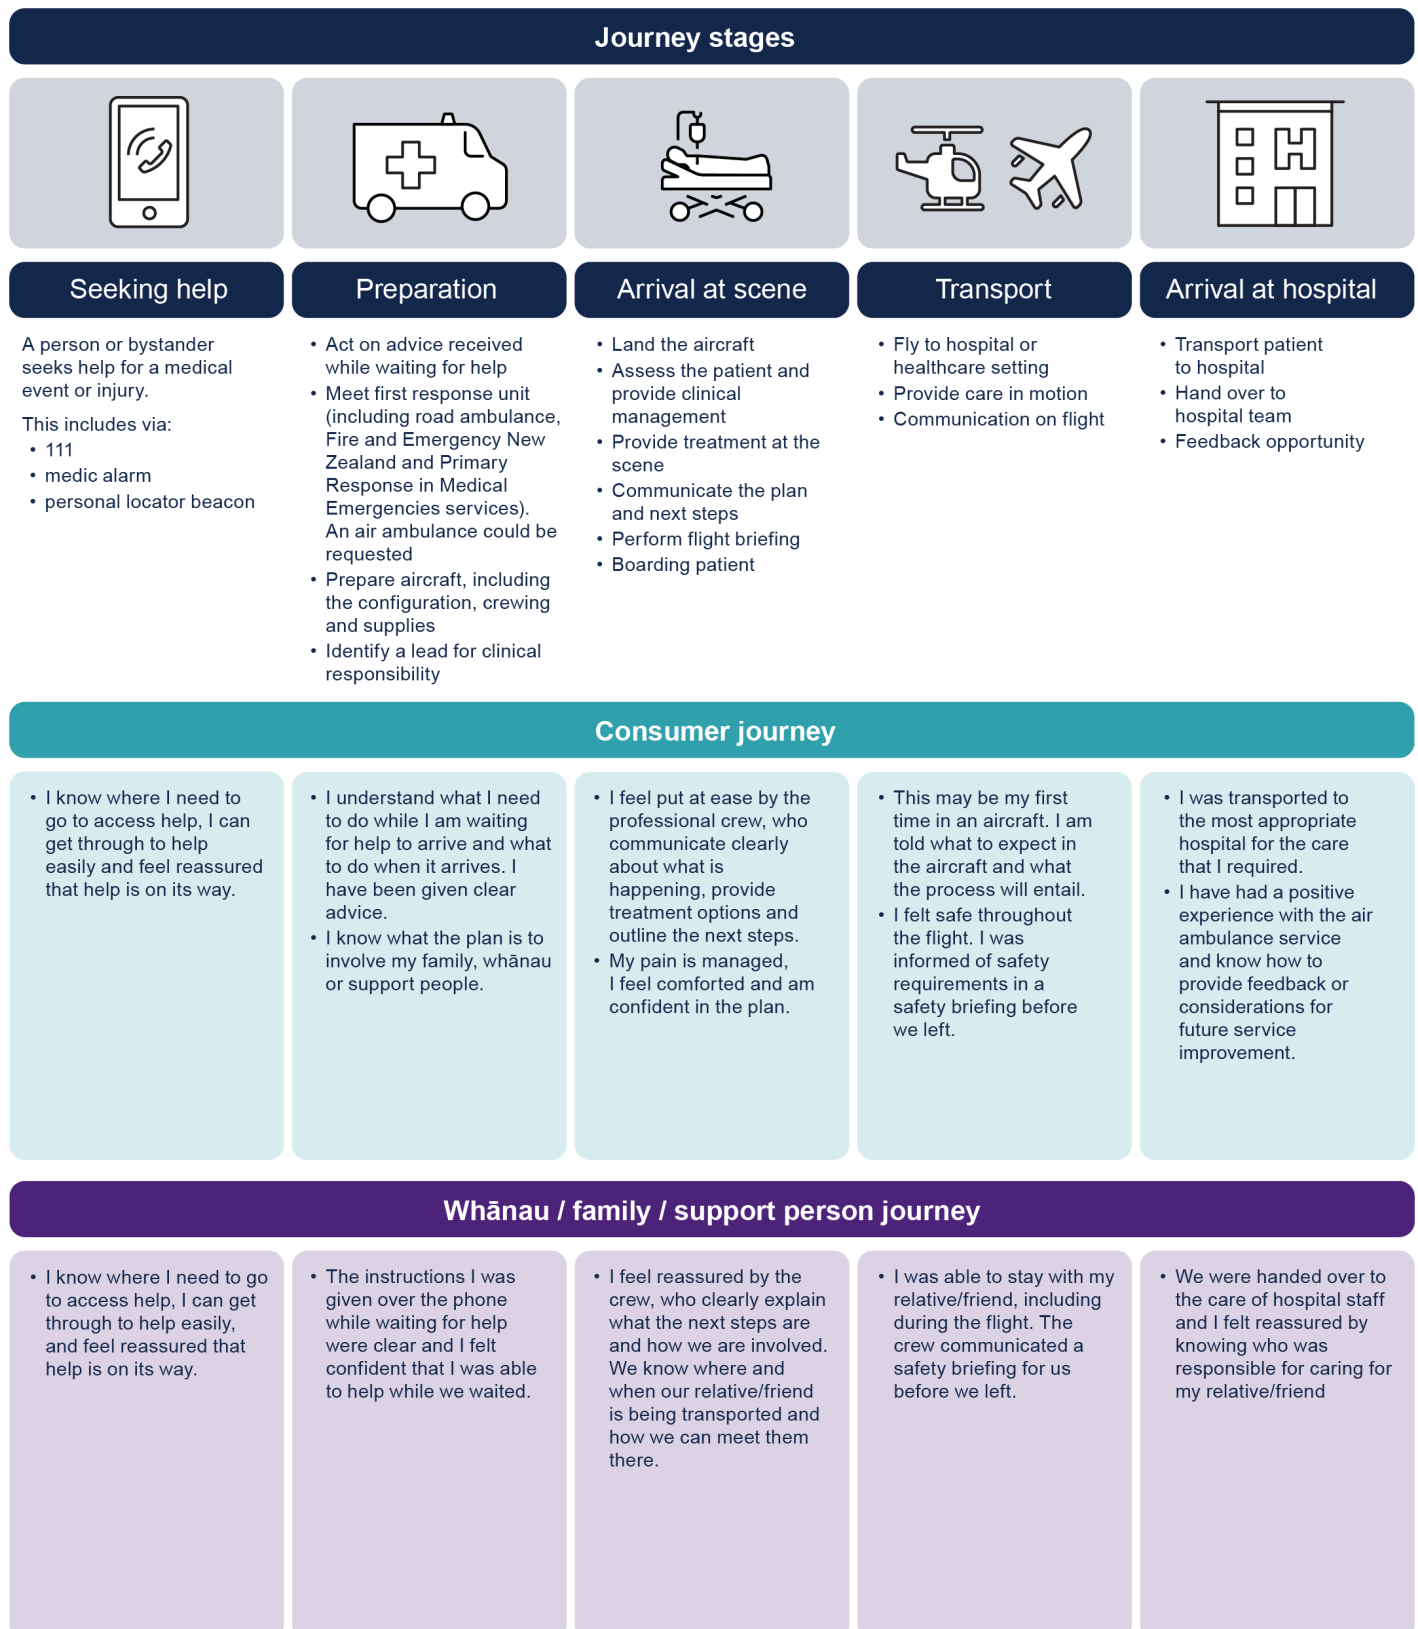 Journey stages
H
Seeking help
A person or bystander
seeks help for a medical
event or injury.
This includes via:
• 111
• medic alarm
• personal locator beacon
Preparation
• Act on advice received
while waiting for help
• Meet first response unit
(including road ambulance,
Fire and Emergency New
Zealand and Primary
Response in Medical
Emergencies services).
An air ambulance could be
requested
• Prepare aircraft, including
the configuration, crewing
and supplies
• Identify a lead for clinical
responsibility
Arrival at scene
• Land the aircraft
• Assess the patient and
provide clinical
management
• Provide treatment at the
scene
• Communicate the plan
and next steps
• Perform flight briefing
• Boarding patient
Transport
• Fly to hospital or
healthcare setting
• Provide care in motion
• Communication on flight
Arrival at hospital
• Transport patient
to hospital
• Hand over to
hospital team
• Feedback opportunity
Consumer journey
• I know where I need to
go to access help, I can
get through to help
easily and feel reassured
that help is on its way.
• I understand what I need
to do while I am waiting
for help to arrive and what
to do when it arrives. I
have been given clear
advice.
• I know what the plan is to
involve my family, whānau
or support people.
• I feel put at ease by the
professional crew, who
communicate clearly
about what is
happening, provide
treatment options and
outline the next steps.
• My pain is managed,
I feel comforted and am
confident in the plan.
• This may be my first
time in an aircraft. I am
told what to expect in
the aircraft and what
the process will entail.
• I felt safe throughout
the flight. I was
informed of safety
requirements in a
safety briefing before
we left.
• I was transported to
the most appropriate
hospital for the care
that I required.
• I have had a positive
experience with the air
ambulance service
and know how to
provide feedback or
considerations for
future service
improvement.
Whānau / family / support person journey
• I know where I need to go
to access help, I can get
through to help easily,
and feel reassured that
help is on its way.
• The instructions I was
given over the phone
while waiting for help
were clear and I felt
confident that I was able
to help while we waited.
• I feel reassured by the
crew, who clearly explain
what the next steps are
and how we are involved.
We know where and
when our relative/friend
is being transported and
how we can meet them
there.
• I was able to stay with my
relative/friend, including
during the flight. The
crew communicated a
safety briefing for us
before we left.
• We were handed over to
the care of hospital staff
and I felt reassured by
knowing who was
responsible for caring for
my relative/friend